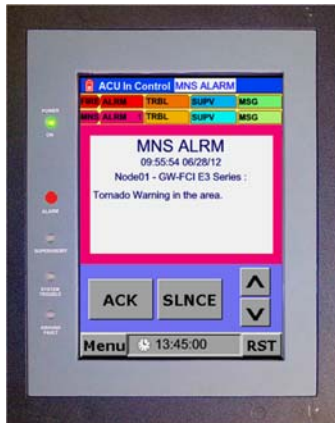 ACU In Control MNS ALARM
FIRE ALRM TRBL SUPV MSG
MNS ALRM 1 TRBL SUPV MSG
POWER
ON
MNS ALRM
09:55:54 06/28/12
Node01 - GW-FCI E3 Series :
Tornado Warning in the area.
ALARM
SUPERVISORY
SYSTEM
TROUBLE
GROUND
FAULT
ACK SLNCE
Menu 13:45:00 RST